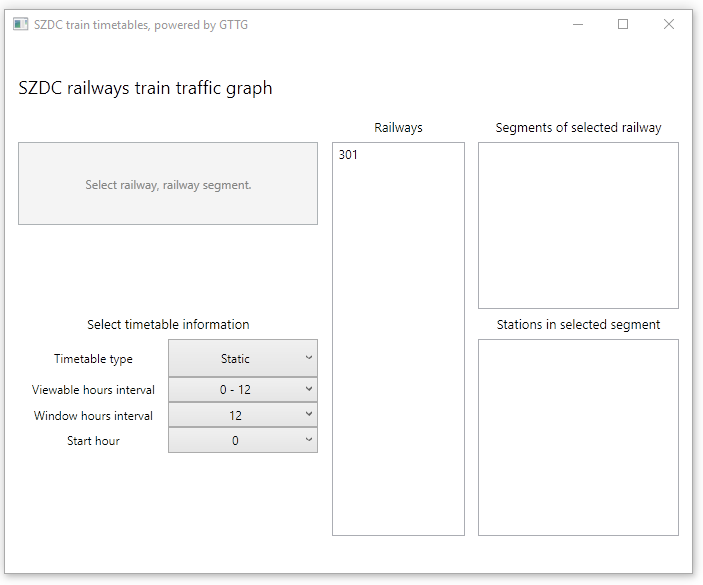 SZDC train timetables, powered by GTTG
SZDC railways train traffic graph
Railways
Segments of selected railway
Select railway, railway segment.
301
Select timetable information
Stations in selected segment
Timetable type
Static
Viewable hours interval
0 - 12
Window hours interval
12
Start hour
0